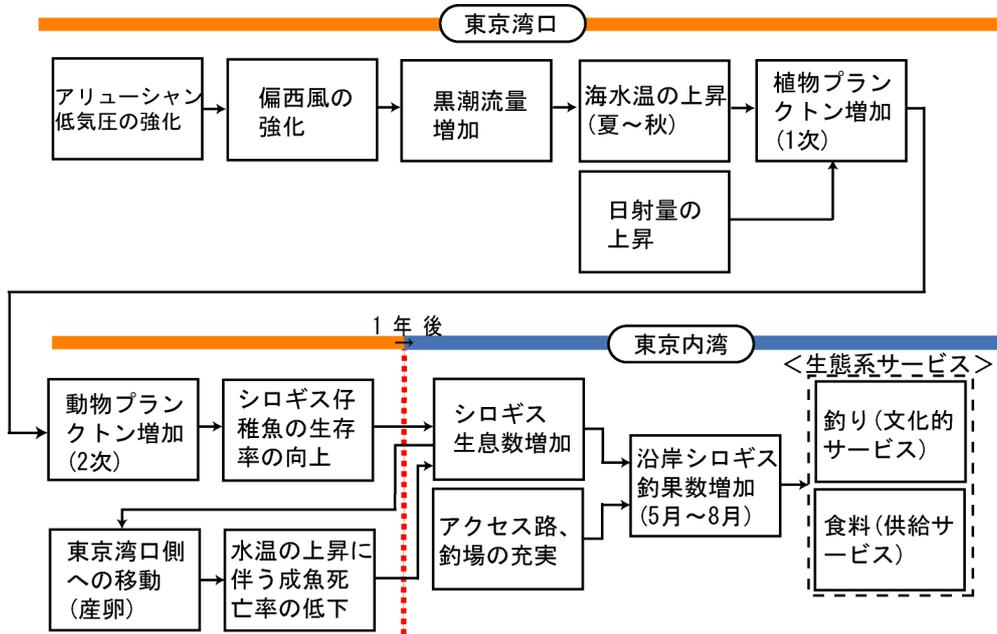 東京湾口
アリューシャン
低気圧の強化
偏西風の
強化
黒潮流量
増加
海水温の上昇
(夏～秋)
植物プラン
クトン増加
(1次)
日射量の
上昇
1 年 後
→
東京内湾
＜生態系サービス＞
動物プラン
クトン増加
(2次)
シロギス仔
稚魚の生存
率の向上
シロギス
生息数増加
沿岸シロギス
釣果数増加
(5月～8月)
釣り(文化的
サービス)
東京湾口側
への移動
(産卵)
水温の上昇に
伴う成魚死
亡率の低下
アクセス路、
釣場の充実
食料(供給サ
ービス)